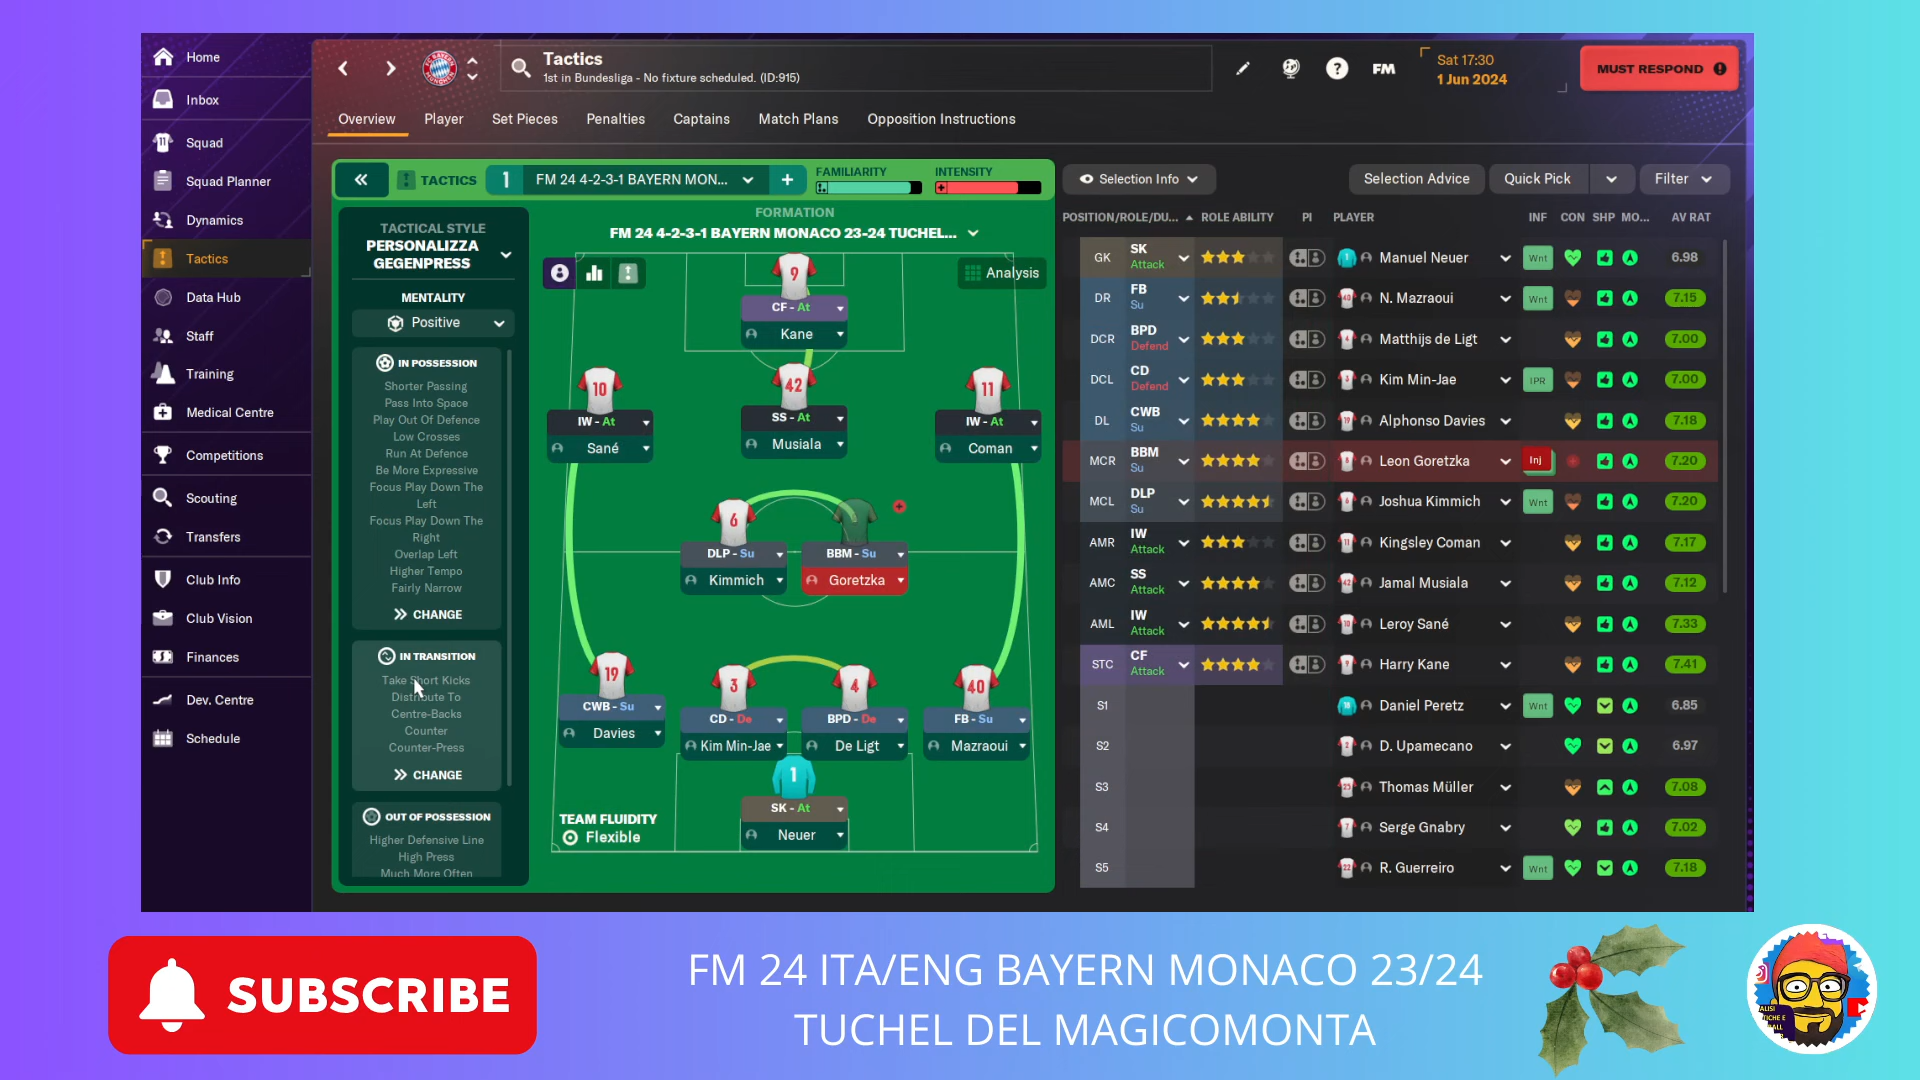 Home
Inbox
Squad
Squad Planner
Dynamics
Tactics
Data Hub
Staff
Training
Medical Centre
Competitions
Scouting
Transfers
Club Info
Club Vision
Finances
Dev. Centre
Schedule
Tactics
1st in Bundesliga - No fixture scheduled. (ID:915)
FM
Sat 17:30
1 Jun 2024
MUST RESPOND
Overview Player Set Pieces Penalties Captains Match Plans Opposition Instructions
TACTICS 1 FM 24 4-2-3-1 BAYERN MON... + FAMILIARITY INTENSITY
TACTICAL STYLE
PERSONALIZZA
GEGENPRESS
MENTALITY
Positive
IN POSSESSION
Shorter Passing
Pass Into Space
Play Out Of Defence
Low Crosses
Run At Defence
Be More Expressive
Focus Play Down The
Left
Focus Play Down The
Right
Overlap Left
Higher Tempo
Fairly Narrow
CHANGE
IN TRANSITION
Take Short Kicks
Distribute To
Centre-Backs
Counter
Counter-Press
CHANGE
OUT OF POSSESSION
Higher Defensive Line
High Press
Much More Often
FORMATION
FM 24 4-2-3-1 BAYERN MONACO 23-24 TUCHEL...
Analysis
9
CF - At
Kane
10 42 11
IW - At SS - At IW - At
Sané Musiala Coman
6
DLP - Su BBM - Su
Kimmich Goretzka
19 3 4 40
CWB - Su CD - De BPD - De FB - Su
Davies Kim Min-Jae De Ligt Mazraoui
1
SK - At
Neuer
TEAM FLUIDITY
Flexible
Selection Info Selection Advice Quick Pick Filter
POSITION/ROLE/DU... ROLE ABILITY PI PLAYER INF CON SHP MO... AV RAT
GK SK Attack Manuel Neuer Wnt 6.98
DR FB Su N. Mazraoui Wnt 7.15
DCR BPD Defend Matthijs de Ligt 7.00
DCL CD Defend Kim Min-Jae IPR 7.00
DL CWB Su Alphonso Davies 7.18
MCR BBM Su Leon Goretzka Inj 7.20
MCL DLP Su Joshua Kimmich Wnt 7.20
AMR IW Attack Kingsley Coman 7.17
AMC SS Attack Jamal Musiala 7.12
AML IW Attack Leroy Sané 7.33
STC CF Attack Harry Kane 7.41
S1 Daniel Peretz Wnt 6.85
S2 D. Upamecano 6.97
S3 Thomas Müller 7.08
S4 Serge Gnabry 7.02
S5 R. Guerreiro Wnt 7.18
SUBSCRIBE
FM 24 ITA/ENG BAYERN MONACO 23/24
TUCHEL DEL MAGICOMONTA